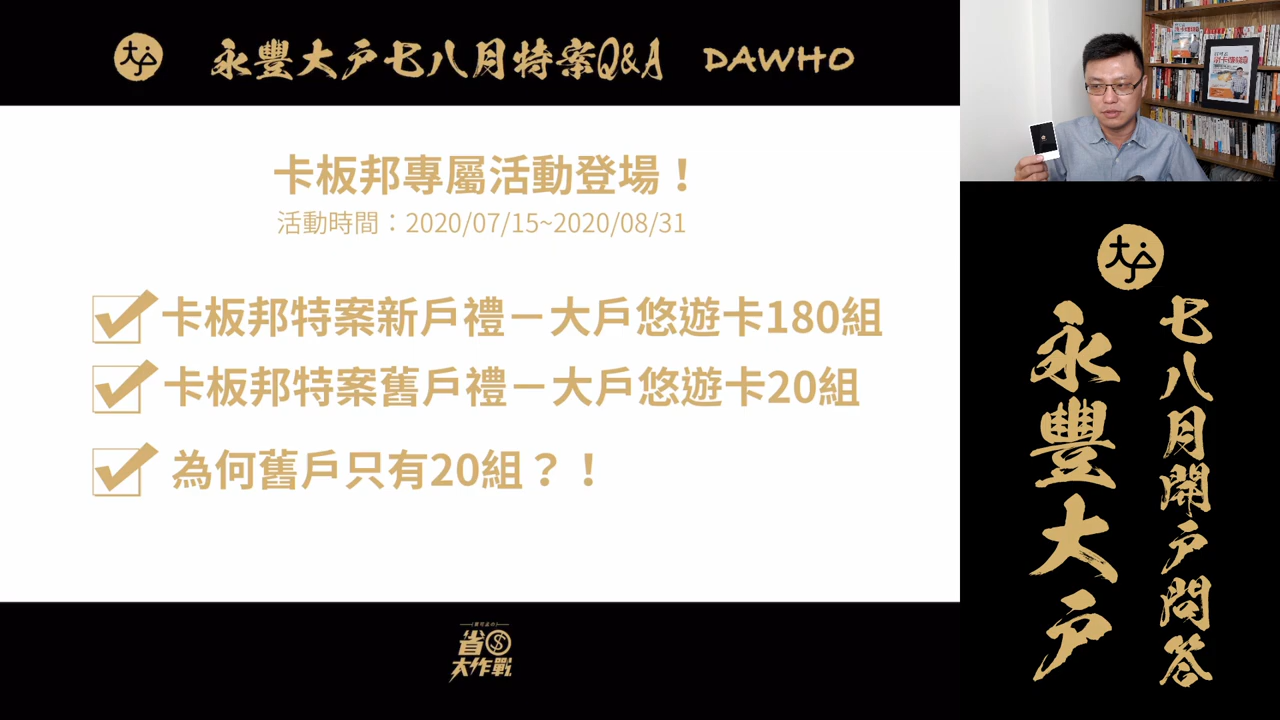 大戶
永豐大戶七八月特案Q&A DAWHO
卡板邦專屬活動登場！
活動時間：2020/07/15~2020/08/31
卡板邦特案新戶禮－大戶悠遊卡180組
卡板邦特案舊戶禮－大戶悠遊卡20組
為何舊戶只有20組？！
省$
大作戰
大戶
永豐大戶
七八月開戶問答